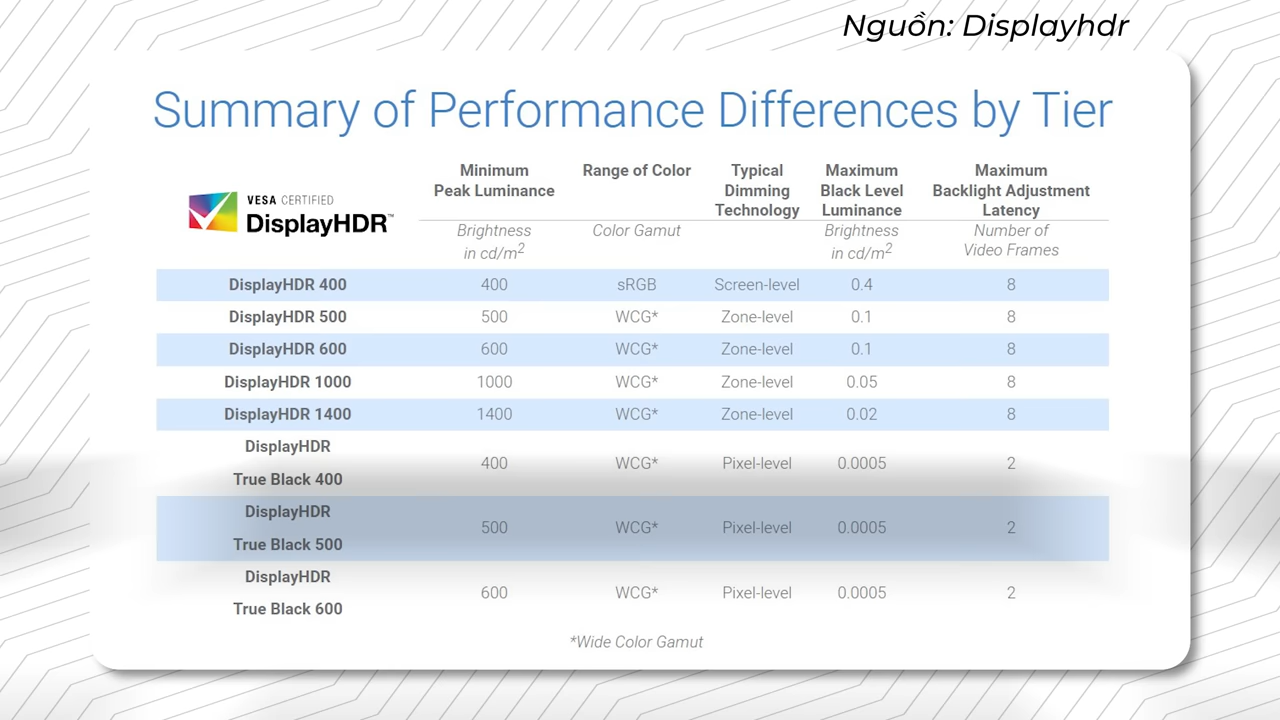 Nguồn: Displayhdr
Summary of Performance Differences by Tier
VESA CERTIFIED
DisplayHDR™
Minimum
Peak Luminance
Range of Color
Typical
Dimming
Technology
Maximum
Black Level
Luminance
Maximum
Backlight Adjustment
Latency
Brightness
in cd/m2
Color Gamut
Brightness
in cd/m2
Number of
Video Frames
DisplayHDR 400 400 sRGB Screen-level 0.4 8
DisplayHDR 500 500 WCG* Zone-level 0.1 8
DisplayHDR 600 600 WCG* Zone-level 0.1 8
DisplayHDR 1000 1000 WCG* Zone-level 0.05 8
DisplayHDR 1400 1400 WCG* Zone-level 0.02 8
DisplayHDR
True Black 400
400 WCG* Pixel-level 0.0005 2
DisplayHDR
True Black 500
500 WCG* Pixel-level 0.0005 2
DisplayHDR
True Black 600
600 WCG* Pixel-level 0.0005 2
*Wide Color Gamut